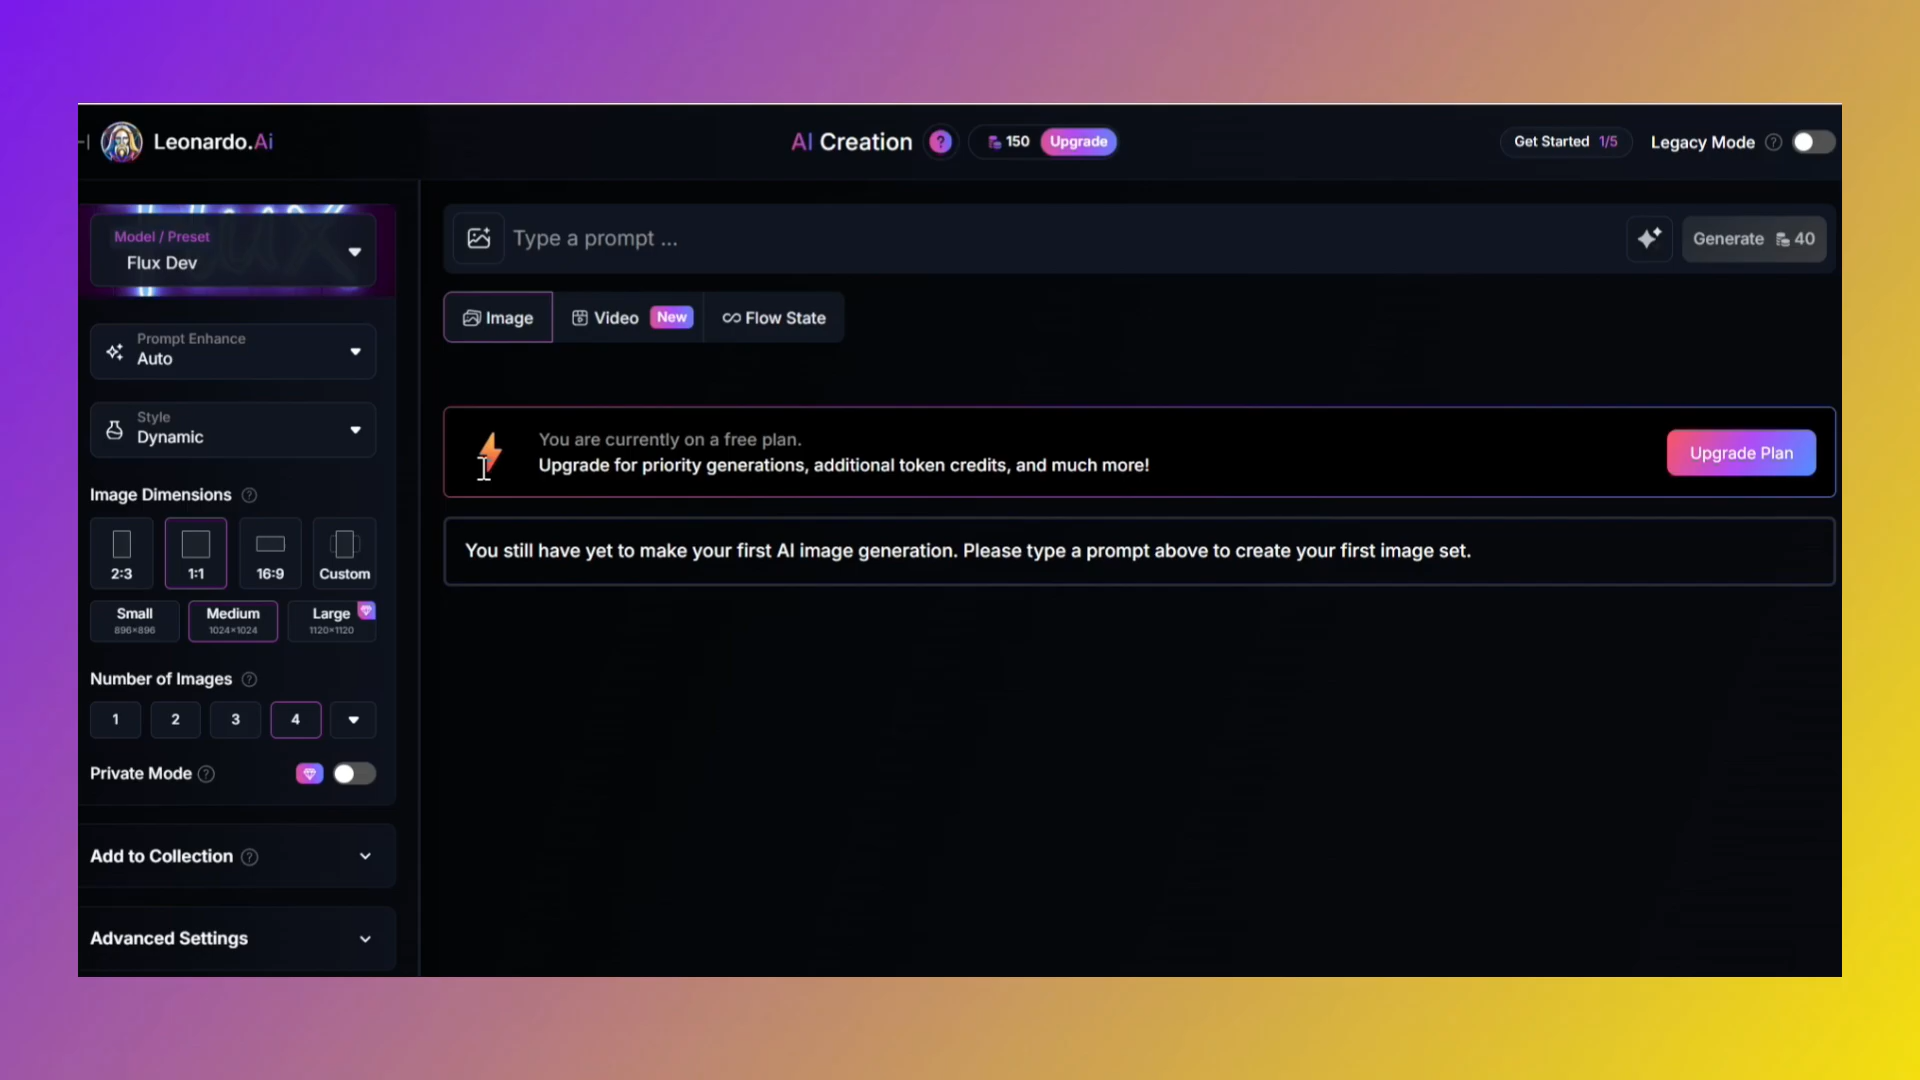 Leonardo.Ai
AI Creation ?
150 Upgrade
Get Started 1/5
Legacy Mode ?
Model / Preset
Flux Dev
Type a prompt ...
Generate 40
Image
Video New
Flow State
Prompt Enhance
Auto
Style
Dynamic
You are currently on a free plan.
Upgrade for priority generations, additional token credits, and much more!
Upgrade Plan
You still have yet to make your first AI image generation. Please type a prompt above to create your first image set.
Image Dimensions ?
2:3 1:1 16:9 Custom
Small Medium Large
896×896 1024×1024 1120×1120
Number of Images ?
1 2 3 4
Private Mode ?
Add to Collection ?
Advanced Settings